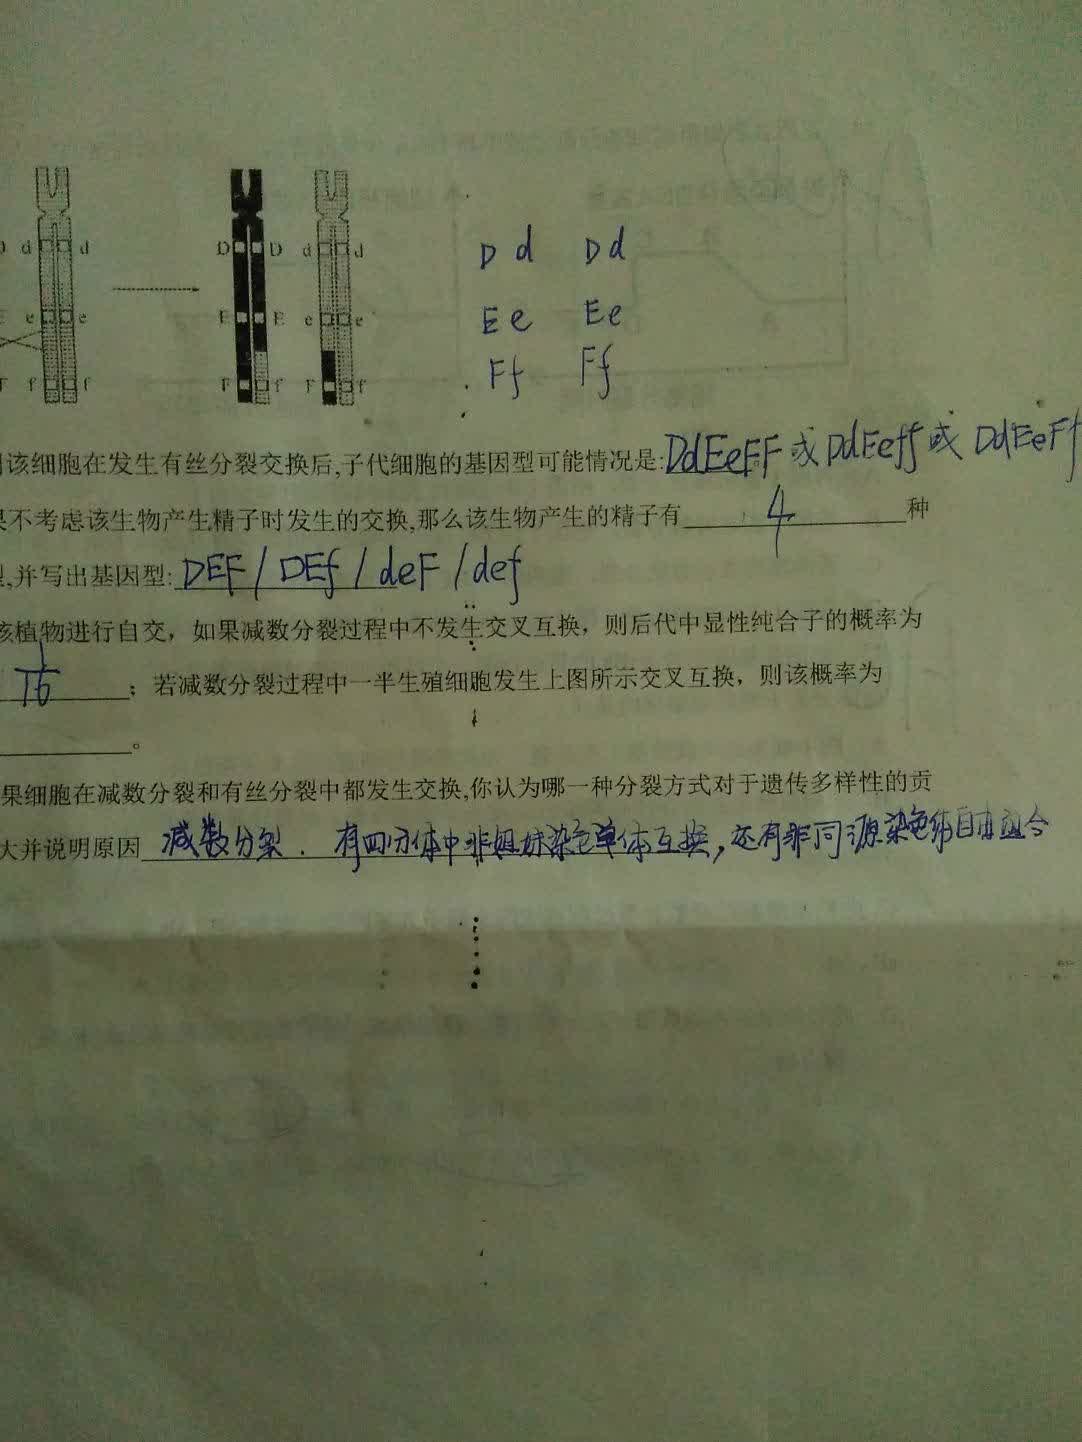 d d D D d d D d D d
e e E E e e E e E e
f f F f F f F f F f
该细胞在发生有丝分裂交换后,子代细胞的基因型可能情况是: DdEeFF 或 DdEeff 或 DdEeFf
果不考虑该生物产生精子时发生的交换,那么该生物产生的精子有 4 种
,并写出基因型: DEF / DEf / deF / def
该植物进行自交，如果减数分裂过程中不发生交叉互换，则后代中显性纯合子的概率为
1/16 ；若减数分裂过程中一半生殖细胞发生上图所示交叉互换，则该概率为
。
果细胞在减数分裂和有丝分裂中都发生交换,你认为哪一种分裂方式对于遗传多样性的贡
大并说明原因 减数分裂．有四分体中非姐妹染色单体互换，还有非同源染色体自由组合